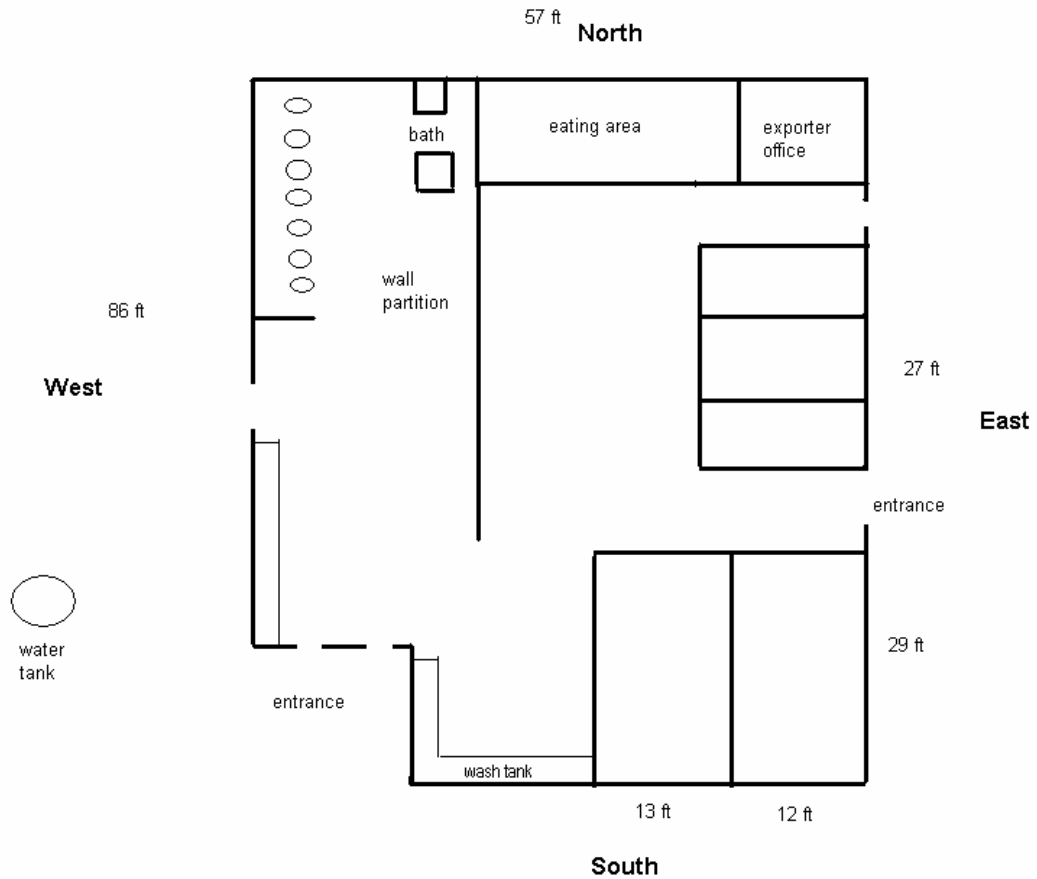 57 ft
North
bath
eating area
exporter
office
wall
partition
86 ft
West
27 ft
East
entrance
water
tank
29 ft
entrance
wash tank
13 ft
12 ft
South